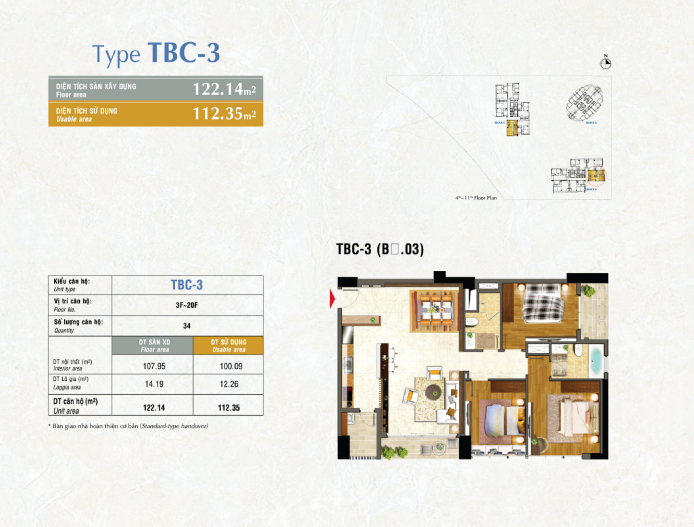 Type TBC-3
DIỆN TÍCH SÀN XÂY DỰNG 122.14m2
Floor area
DIỆN TÍCH SỬ DỤNG 112.35m2
Usable area
N
4th-11th Floor Plan
TBC-3 (B□.03)
Kiểu căn hộ: TBC-3
Unit type
Vị trí căn hộ: 3F-20F
Floor No.
Số lượng căn hộ: 34
Quantity
DT SÀN XD DT SỬ DỤNG
Floor area Usable area
DT nội thất (m²) 107.95 100.09
Interior area
DT Lô gia (m²) 14.19 12.26
Loggia area
DT căn hộ (m²) 122.14 112.35
Unit area
* Bàn giao nhà hoàn thiện cơ bản (Standard-type handover)